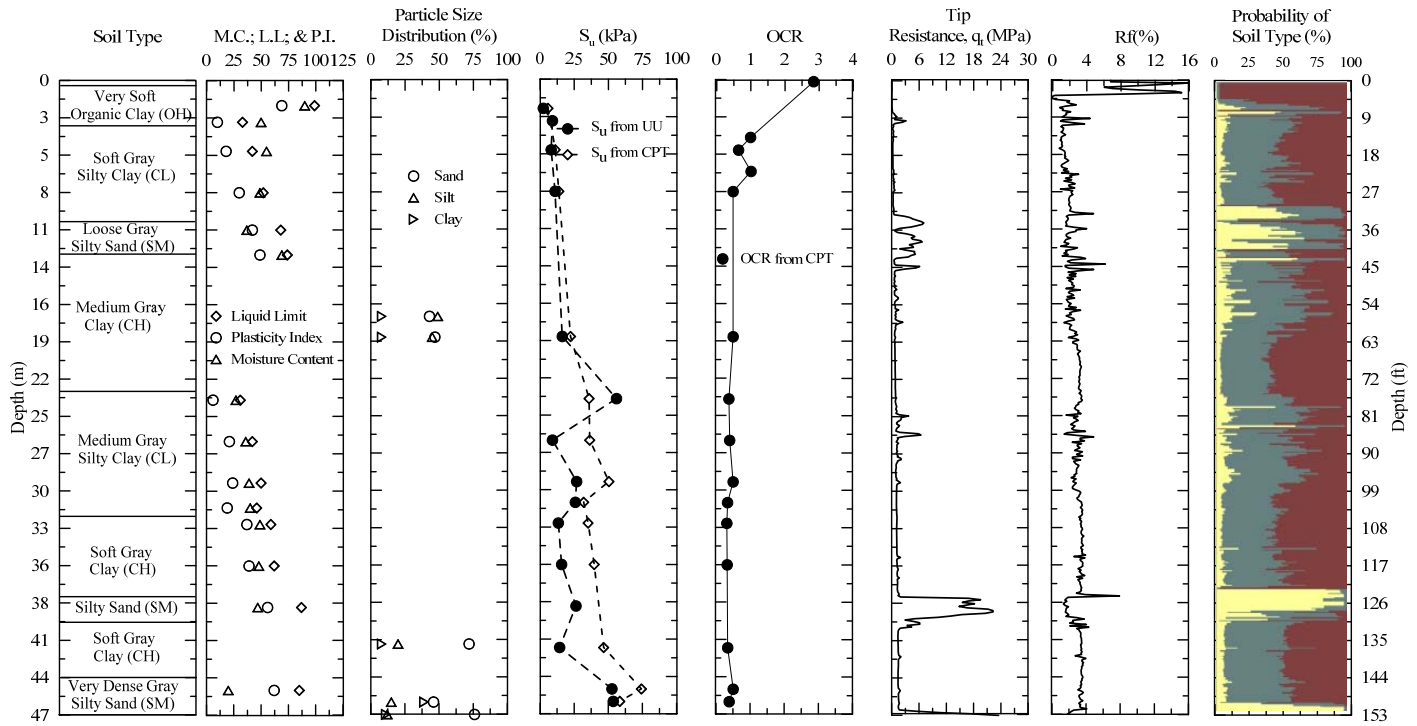 Soil Type
M.C.; L.L; & P.I.
0 25 50 75 100 125
Particle Size
Distribution (%)
0 25 50 75 100
Su (kPa)
0 25 50 75 100
OCR
0 1 2 3 4
Tip
Resistance, qt (MPa)
0 6 12 18 24 30
Rf(%)
0 4 8 12 16
Probability of
Soil Type (%)
0 25 50 75 100
Depth (m)
0
3
5
8
11
14
16
19
22
25
27
30
33
36
38
41
44
47
Very Soft
Organic Clay (OH)
Soft Gray
Silty Clay (CL)
Loose Gray
Silty Sand (SM)
Medium Gray
Clay (CH)
Medium Gray
Silty Clay (CL)
Soft Gray
Clay (CH)
Silty Sand (SM)
Soft Gray
Clay (CH)
Very Dense Gray
Silty Sand (SM)
Liquid Limit
Plasticity Index
Moisture Content
Sand
Silt
Clay
Su from UU
Su from CPT
OCR from CPT
0
9
18
27
36
45
54
63
72
81
90
99
108
117
126
135
144
153
Depth (ft)